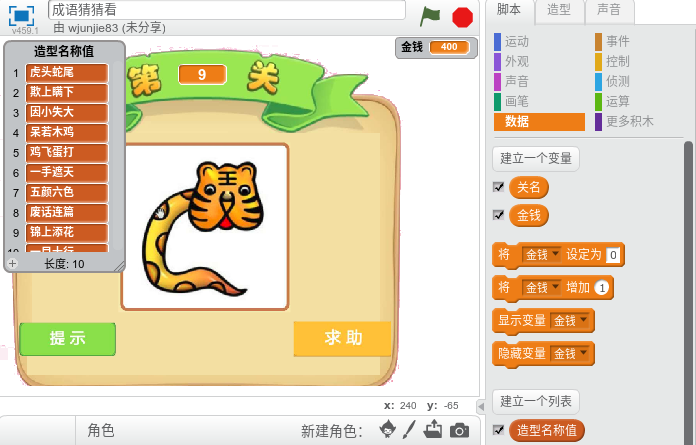 成语猜猜看
v459.1
由 wjunjie83 (未分享)
金钱 400
造型名称值
1 虎头蛇尾
2 欺上瞒下
3 因小失大
4 呆若木鸡
5 鸡飞蛋打
6 一手遮天
7 五颜六色
8 废话连篇
9 锦上添花
10 一目十行
+ 长度: 10
第 9 关
提示
求助
x: 240 y: -65
角色
新建角色:
脚本 造型 声音
运动 事件
外观 控制
声音 侦测
画笔 运算
数据 更多积木
建立一个变量
关名
金钱
将 金钱 设定为 0
将 金钱 增加 1
显示变量 金钱
隐藏变量 金钱
建立一个列表
造型名称值